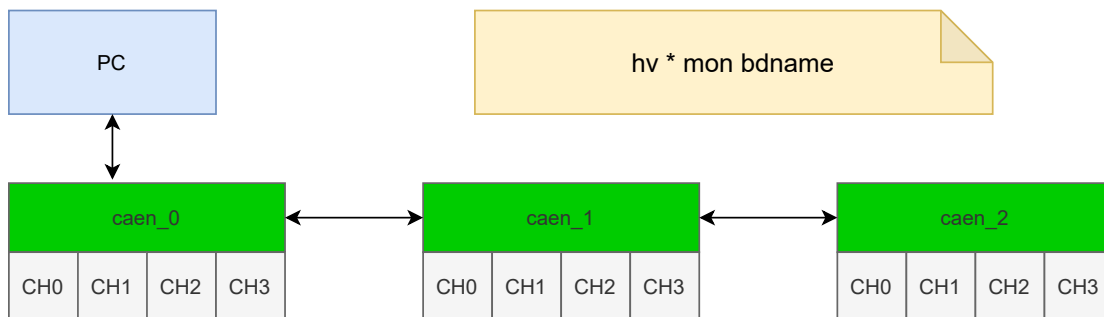 PC
hv * mon bdname
caen_0
caen_1
caen_2
CH0 CH1 CH2 CH3
CH0 CH1 CH2 CH3
CH0 CH1 CH2 CH3